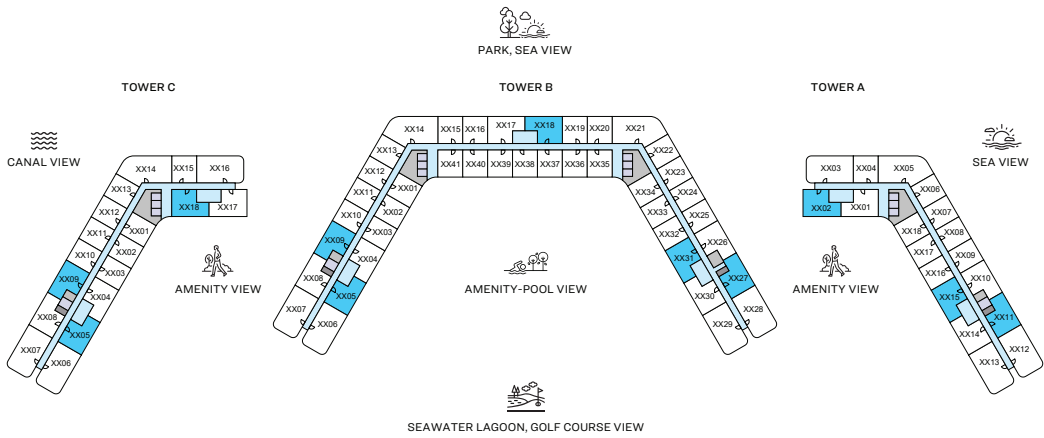 PARK, SEA VIEW
TOWER C
TOWER B
TOWER A
CANAL VIEW
SEA VIEW
XX14
XX15
XX16
XX13
XX12
XX11
XX10
XX09
XX08
XX07
XX18
XX17
XX01
XX02
XX03
XX04
XX05
XX06
AMENITY VIEW
XX14
XX15
XX16
XX17
XX18
XX19
XX20
XX21
XX13
XX12
XX11
XX10
XX09
XX08
XX07
XX41
XX40
XX39
XX38
XX37
XX36
XX35
XX01
XX02
XX03
XX04
XX05
XX06
XX22
XX23
XX24
XX25
XX26
XX27
XX28
XX34
XX33
XX32
XX31
XX30
XX29
AMENITY-POOL VIEW
XX03
XX04
XX05
XX06
XX07
XX08
XX09
XX10
XX11
XX12
XX02
XX01
XX18
XX17
XX16
XX15
XX14
XX13
AMENITY VIEW
SEAWATER LAGOON, GOLF COURSE VIEW